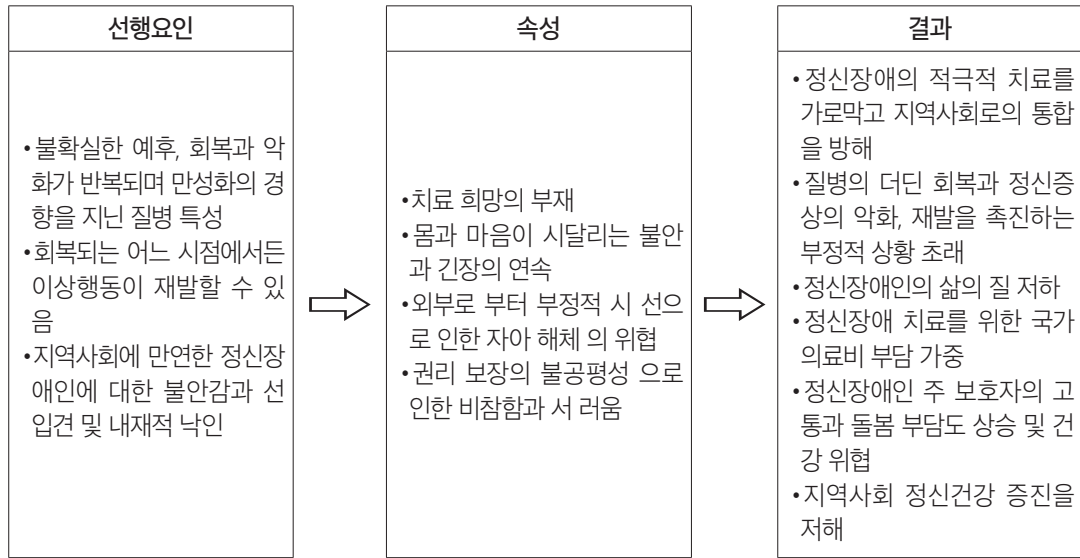 선행요인
•불확실한 예후, 회복과 악
화가 반복되며 만성화의 경
향을 지닌 질병 특성
•회복되는 어느 시점에서든
이상행동이 재발할 수 있
음
•지역사회에 만연한 정신장
애인에 대한 불안감과 선
입견 및 내재적 낙인
속성
•치료 희망의 부재
•몸과 마음이 시달리는 불안
과 긴장의 연속
•외부로 부터 부정적 시 선으
로 인한 자아 해체 의 위협
•권리 보장의 불공평성 으로
인한 비참함과 서 러움
결과
•정신장애의 적극적 치료를
가로막고 지역사회로의 통합
을 방해
•질병의 더딘 회복과 정신증
상의 악화, 재발을 촉진하는
부정적 상황 초래
•정신장애인의 삶의 질 저하
•정신장애 치료를 위한 국가
의료비 부담 가중
•정신장애인 주 보호자의 고
통과 돌봄 부담도 상승 및 건
강 위협
•지역사회 정신건강 증진을
저해